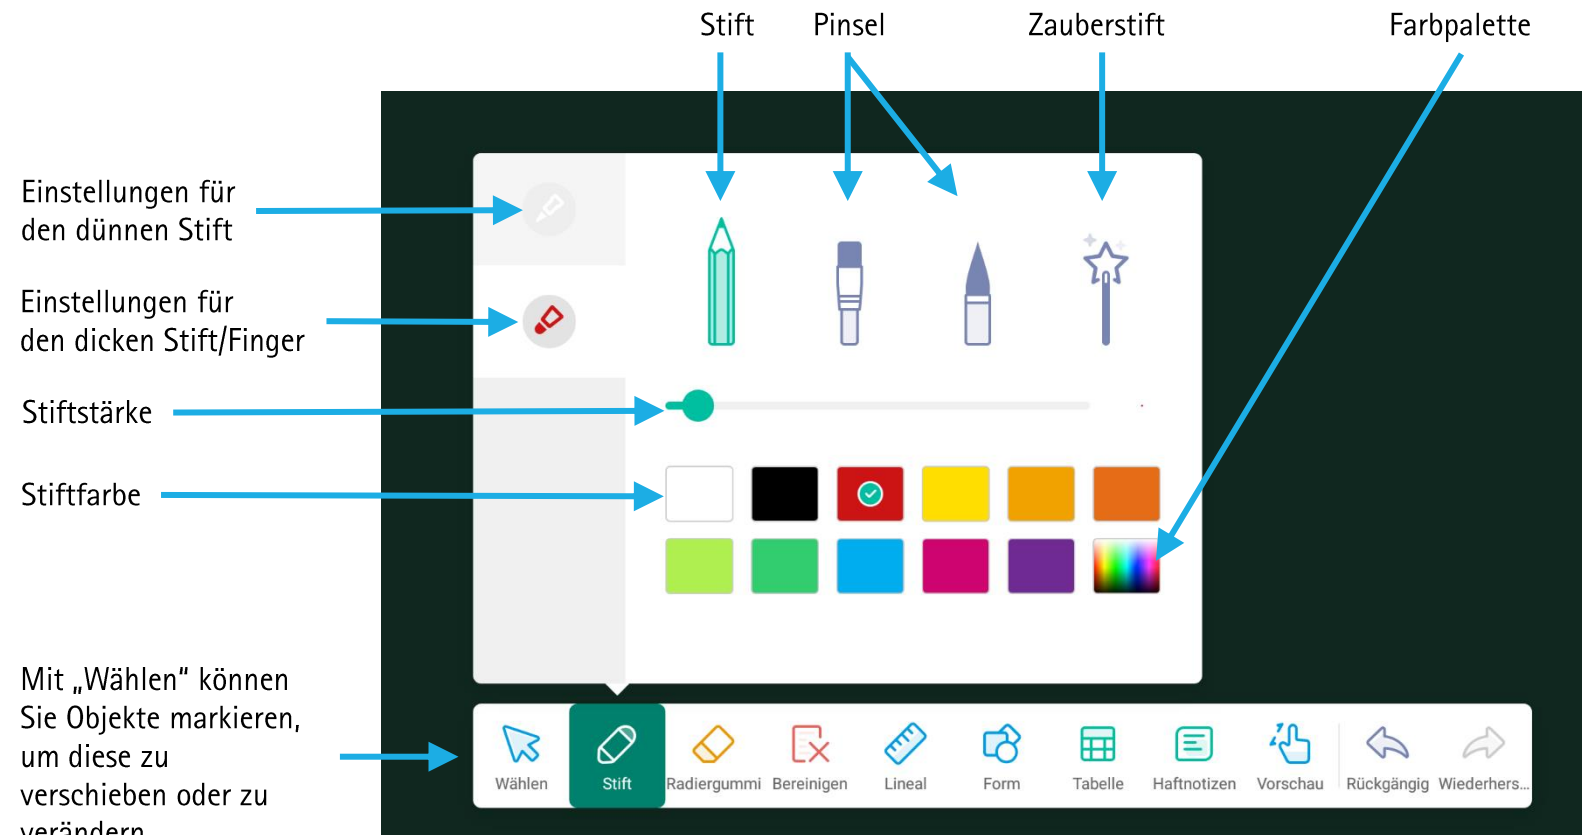 Stift
Pinsel
Zauberstift
Farbpalette
Einstellungen für
den dünnen Stift
Einstellungen für
den dicken Stift/Finger
Stiftstärke
Stiftfarbe
Mit „Wählen" können
Sie Objekte markieren,
um diese zu
verschieben oder zu
verändern
Wählen
Stift
Radiergummi
Bereinigen
Lineal
Form
Tabelle
Haftnotizen
Vorschau
Rückgängig
Wiederhers...